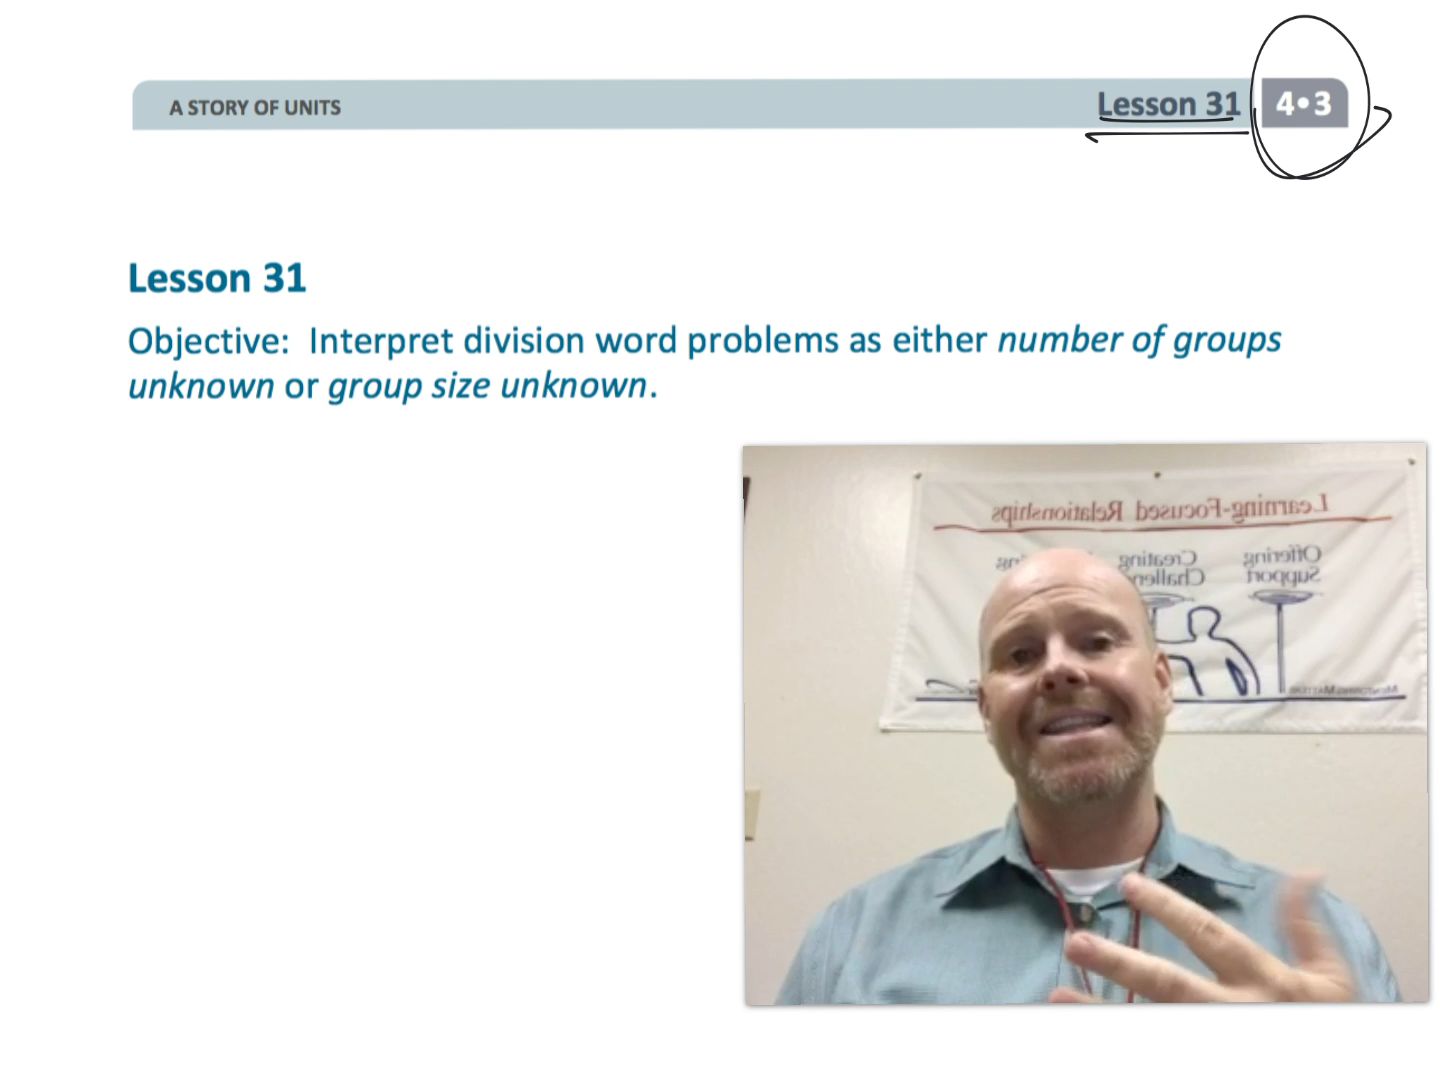 A STORY OF UNITS
Lesson 31
4•3
Lesson 31
Objective: Interpret division word problems as either number of groups
unknown or group size unknown.
Learning-Focused Relationships
Creating
Offering
Support